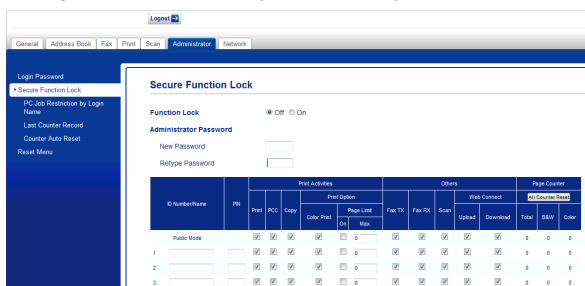 Logout
General Address Book Fax Print Scan Administrator Network
Login Password
Secure Function Lock
PC Job Restriction by Login
Name
Last Counter Record
Counter Auto Reset
Reset Menu
Secure Function Lock
Function Lock Off On
Administrator Password
New Password
Retype Password
Print Activities Others Page Counter
ID Number/Name PIN Print PCC Copy Print Option Fax TX Fax RX Scan Web Connect All Counter Reset
Color Print Page Limit Upload Download Total B&W Color
On Max.
Public Mode 0 0 0 0
1 0 0 0 0
2 0 0 0 0
3 0 0 0 0